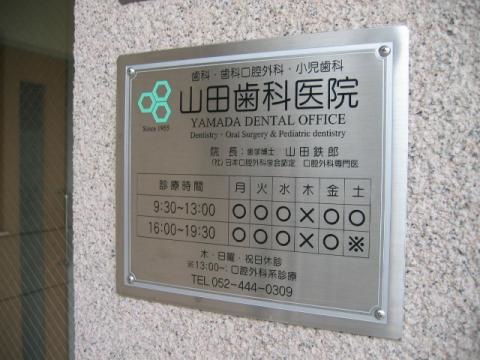 歯科・歯科口腔外科・小児歯科
山田歯科医院
Since 1955
YAMADA DENTAL OFFICE
Dentistry・Oral Surgery & Pediatric dentistry
院長：歯学博士 山田鉄郎
(社)日本口腔外科学会認定 口腔外科専門医
診療時間 月 火 水 木 金 土
9:30~13:00 ○ ○ ○ × ○ ○
16:00~19:30 ○ ○ ○ × ○ ※
木・日曜・祝日休診
※13:00~：口腔外科系診療
TEL 052-444-0309